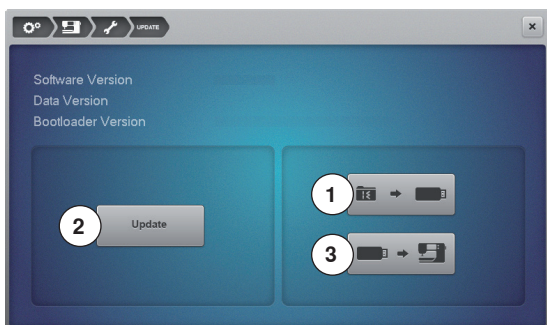 UPDATE
Software Version
Data Version
Bootloader Version
1
2
Update
3